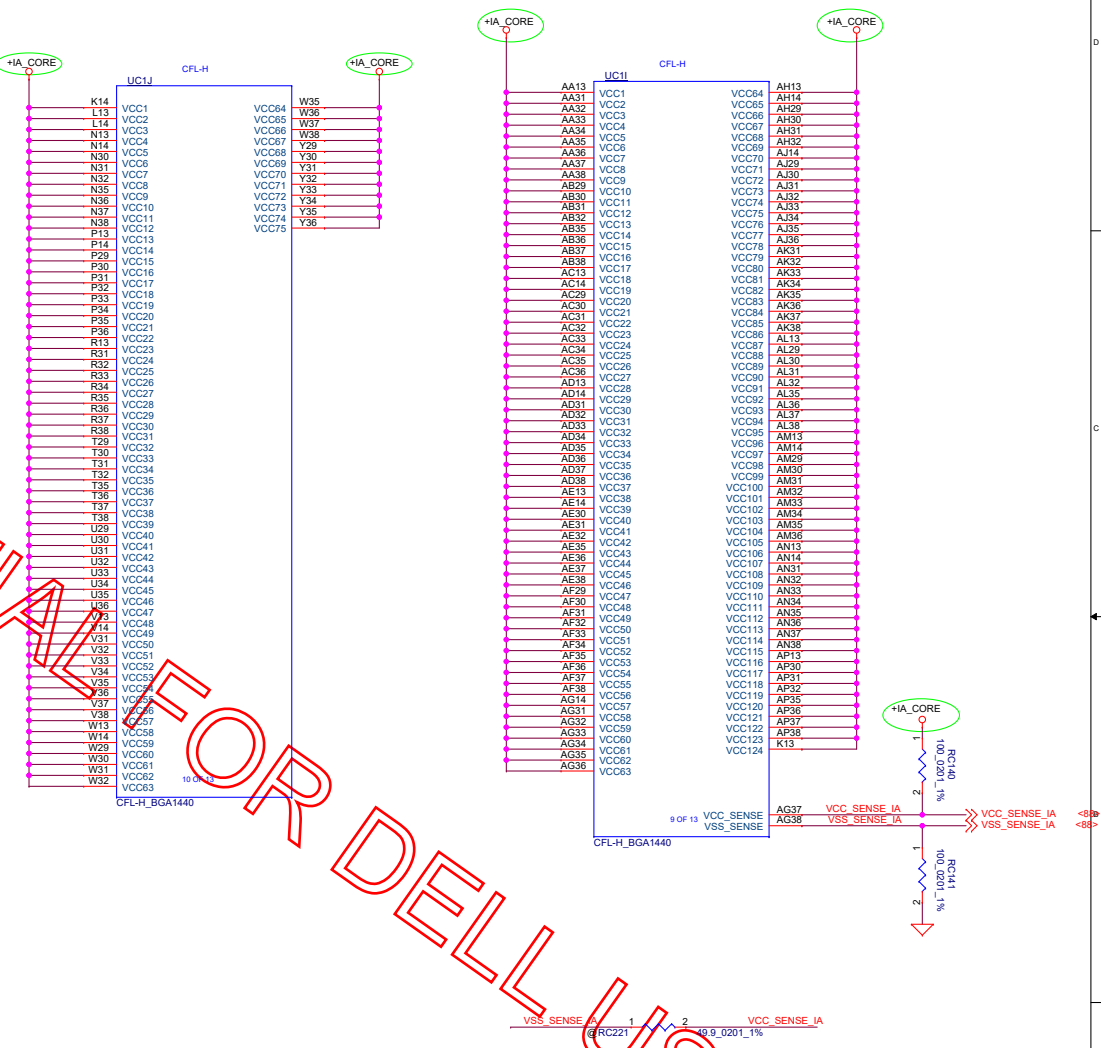 +IA_CORE
+IA_CORE
CFL-H
UC1J
K14 VCC1 VCC64 W35
L13 VCC2 VCC65 W36
L14 VCC3 VCC66 W37
N13 VCC4 VCC67 W38
N14 VCC5 VCC68 Y29
N30 VCC6 VCC69 Y30
N31 VCC7 VCC70 Y31
N32 VCC8 VCC71 Y32
N35 VCC9 VCC72 Y33
N36 VCC10 VCC73 Y34
N37 VCC11 VCC74 Y35
N38 VCC12 VCC75 Y36
P13 VCC13
P14 VCC14
P29 VCC15
P30 VCC16
P31 VCC17
P32 VCC18
P33 VCC19
P34 VCC20
P35 VCC21
P36 VCC22
R13 VCC23
R31 VCC24
R32 VCC25
R33 VCC26
R34 VCC27
R35 VCC28
R36 VCC29
R37 VCC30
R38 VCC31
T29 VCC32
T30 VCC33
T31 VCC34
T32 VCC35
T35 VCC36
T36 VCC37
T37 VCC38
T38 VCC39
U29 VCC40
U30 VCC41
U31 VCC42
U32 VCC43
U33 VCC44
U34 VCC45
U35 VCC46
U36 VCC47
V13 VCC48
V14 VCC49
V31 VCC50
V32 VCC51
V33 VCC52
V34 VCC53
V35 VCC54
V36 VCC55
V37 VCC56
V38 VCC57
W13 VCC58
W14 VCC59
W29 VCC60
W30 VCC61
W31 VCC62
W32 VCC63
10 OF 13
CFL-H_BGA1440
+IA_CORE
+IA_CORE
CFL-H
UC1I
AA13 VCC1 VCC64 AH13
AA31 VCC2 VCC65 AH14
AA32 VCC3 VCC66 AH29
AA33 VCC4 VCC67 AH30
AA34 VCC5 VCC68 AH31
AA35 VCC6 VCC69 AH32
AA36 VCC7 VCC70 AJ14
AA37 VCC8 VCC71 AJ29
AA38 VCC9 VCC72 AJ30
AB29 VCC10 VCC73 AJ31
AB30 VCC11 VCC74 AJ32
AB31 VCC12 VCC75 AJ33
AB32 VCC13 VCC76 AJ34
AB35 VCC14 VCC77 AJ35
AB36 VCC15 VCC78 AJ36
AB37 VCC16 VCC79 AK31
AB38 VCC17 VCC80 AK32
AC13 VCC18 VCC81 AK33
AC14 VCC19 VCC82 AK34
AC29 VCC20 VCC83 AK35
AC30 VCC21 VCC84 AK36
AC31 VCC22 VCC85 AK37
AC32 VCC23 VCC86 AK38
AC33 VCC24 VCC87 AL13
AC34 VCC25 VCC88 AL29
AC35 VCC26 VCC89 AL30
AC36 VCC27 VCC90 AL31
AD13 VCC28 VCC91 AL32
AD14 VCC29 VCC92 AL35
AD31 VCC30 VCC93 AL36
AD32 VCC31 VCC94 AL37
AD33 VCC32 VCC95 AL38
AD34 VCC33 VCC96 AM13
AD35 VCC34 VCC97 AM14
AD36 VCC35 VCC98 AM29
AD37 VCC36 VCC99 AM30
AD38 VCC37 VCC100 AM31
AE13 VCC38 VCC101 AM32
AE14 VCC39 VCC102 AM33
AE30 VCC40 VCC103 AM34
AE31 VCC41 VCC104 AM35
AE32 VCC42 VCC105 AM36
AE35 VCC43 VCC106 AN13
AE36 VCC44 VCC107 AN14
AE37 VCC45 VCC108 AN31
AE38 VCC46 VCC109 AN32
AF29 VCC47 VCC110 AN33
AF30 VCC48 VCC111 AN34
AF31 VCC49 VCC112 AN35
AF32 VCC50 VCC113 AN36
AF33 VCC51 VCC114 AN37
AF34 VCC52 VCC115 AN38
AF35 VCC53 VCC116 AP13
AF36 VCC54 VCC117 AP30
AF37 VCC55 VCC118 AP31
AF38 VCC56 VCC119 AP32
AG14 VCC57 VCC120 AP35
AG31 VCC58 VCC121 AP36
AG32 VCC59 VCC122 AP37
AG33 VCC60 VCC123 AP38
AG34 VCC61 VCC124 K13
AG35 VCC62
AG36 VCC63
9 OF 13
VCC_SENSE AG37 VCC_SENSE_IA
VSS_SENSE AG38 VSS_SENSE_IA
CFL-H_BGA1440
+IA_CORE
1
RC140
100_0201_1%
2
VCC_SENSE_IA
VSS_SENSE_IA <88>
1
RC141
100_0201_1%
2
VSS_SENSE_IA 1 2 VCC_SENSE_IA
@RC221 49.9_0201_1%
D
C
FOR DELL